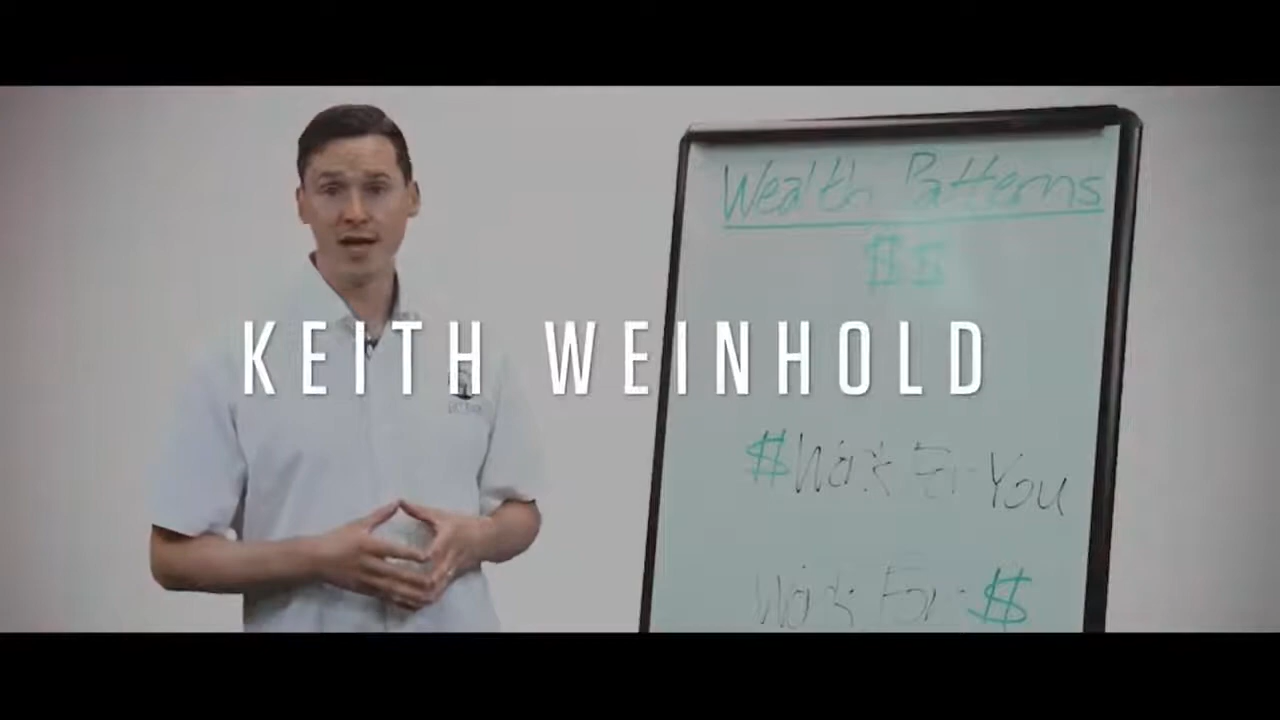 Wealth Patterns
$$
KEITH WEINHOLD
$ Work For You
Work For $